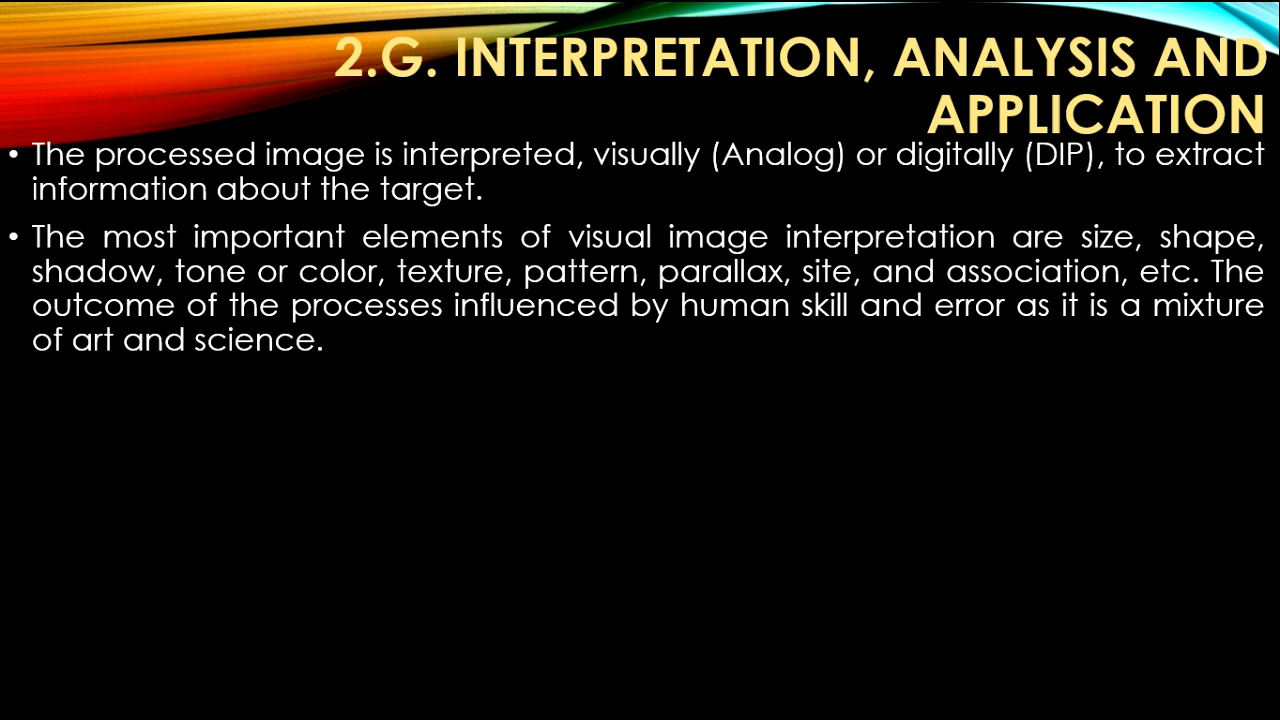 2.G. INTERPRETATION, ANALYSIS AND
APPLICATION
• The processed image is interpreted, visually (Analog) or digitally (DIP), to extract
information about the target.
• The most important elements of visual image interpretation are size, shape,
shadow, tone or color, texture, pattern, parallax, site, and association, etc. The
outcome of the processes influenced by human skill and error as it is a mixture
of art and science.